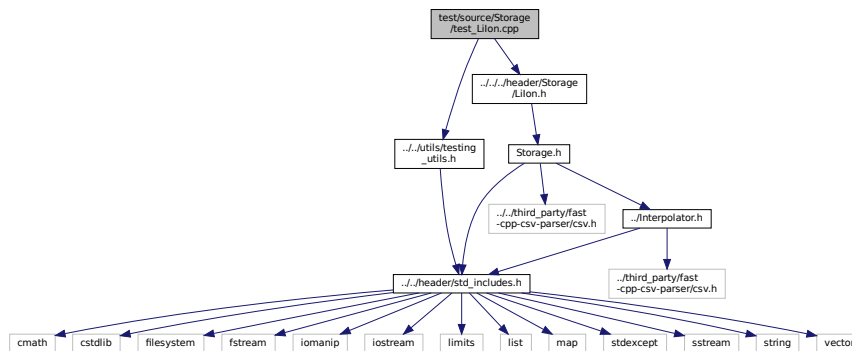 test/source/Storage
/test_LiIon.cpp
../../../header/Storage
/LiIon.h
../../utils/testing
_utils.h
Storage.h
../../third_party/fast
-cpp-csv-parser/csv.h
../Interpolator.h
../third_party/fast
-cpp-csv-parser/csv.h
../../header/std_includes.h
cmath
cstdlib
filesystem
fstream
iomanip
iostream
limits
list
map
stdexcept
sstream
string
vector